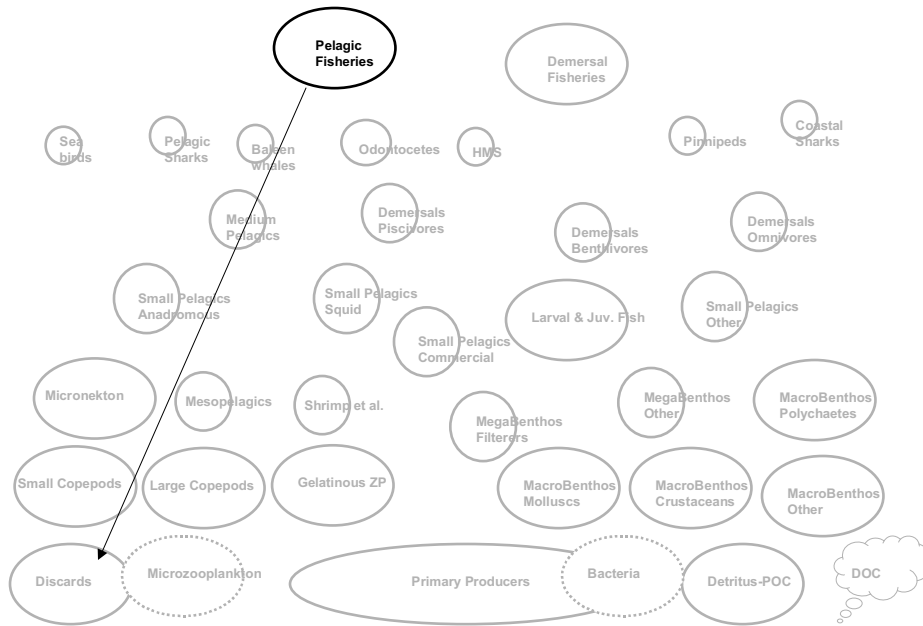 Pelagic
Fisheries
Demersal
Fisheries
Sea
birds
Pelagic
Sharks
Baleen
whales
Odontocetes
HMS
Pinnipeds
Coastal
Sharks
Medium
Pelagics
Demersals
Piscivores
Demersals
Benthivores
Demersals
Omnivores
Small Pelagics
Anadromous
Small Pelagics
Squid
Small Pelagics
Commercial
Larval & Juv. Fish
Small Pelagics
Other
Micronekton
Mesopelagics
Shrimp et al.
MegaBenthos
Filterers
MegaBenthos
Other
MacroBenthos
Polychaetes
Small Copepods
Large Copepods
Gelatinous ZP
MacroBenthos
Molluscs
MacroBenthos
Crustaceans
MacroBenthos
Other
Discards
Microzooplankton
Primary Producers
Bacteria
Detritus-POC
DOC